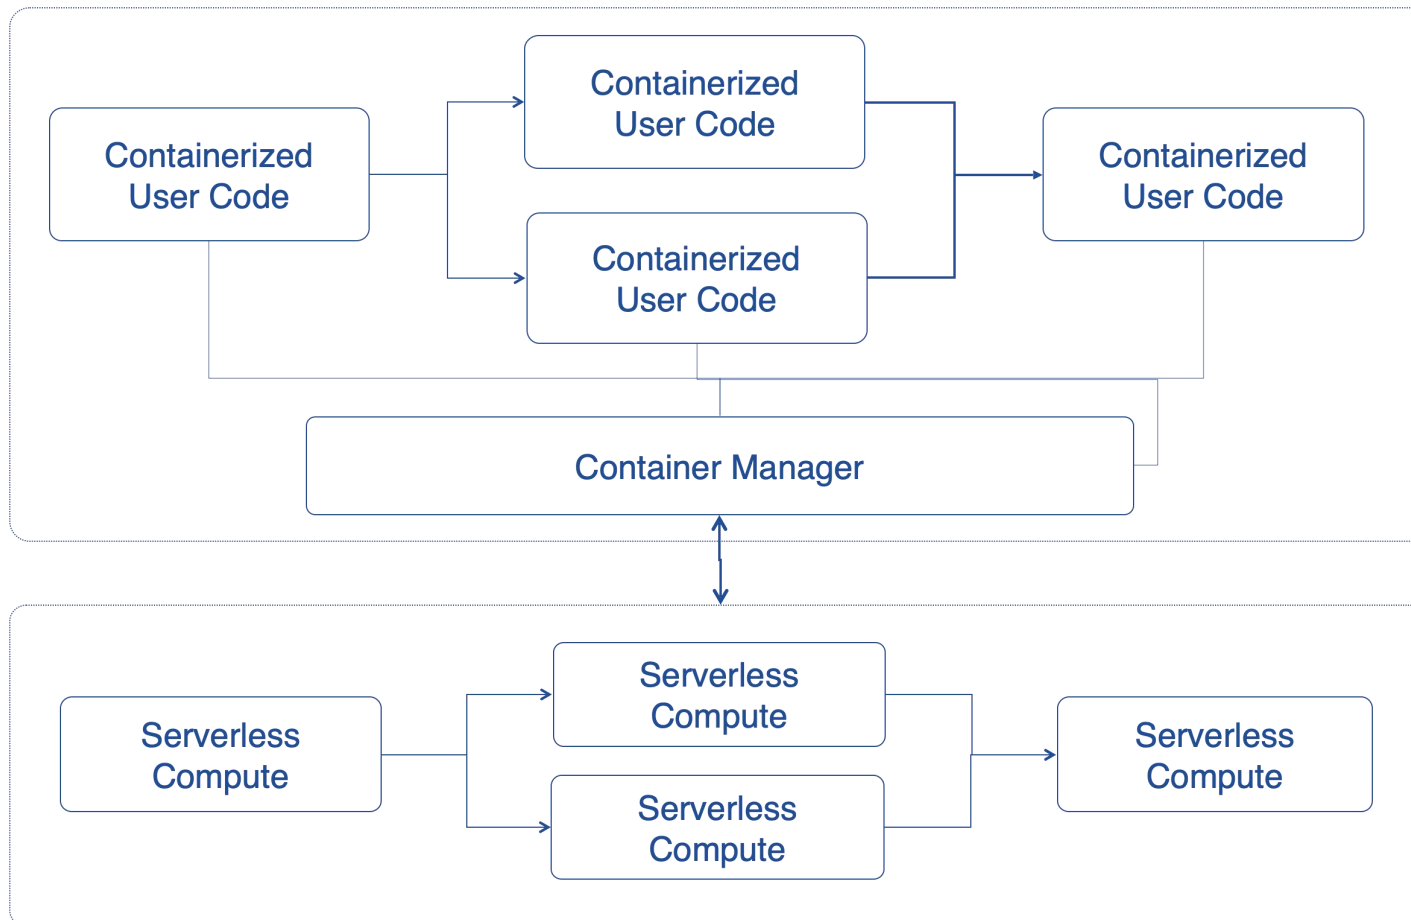 Containerized
User Code
Containerized
User Code
Containerized
User Code
Containerized
User Code
Container Manager
Serverless
Compute
Serverless
Compute
Serverless
Compute
Serverless
Compute